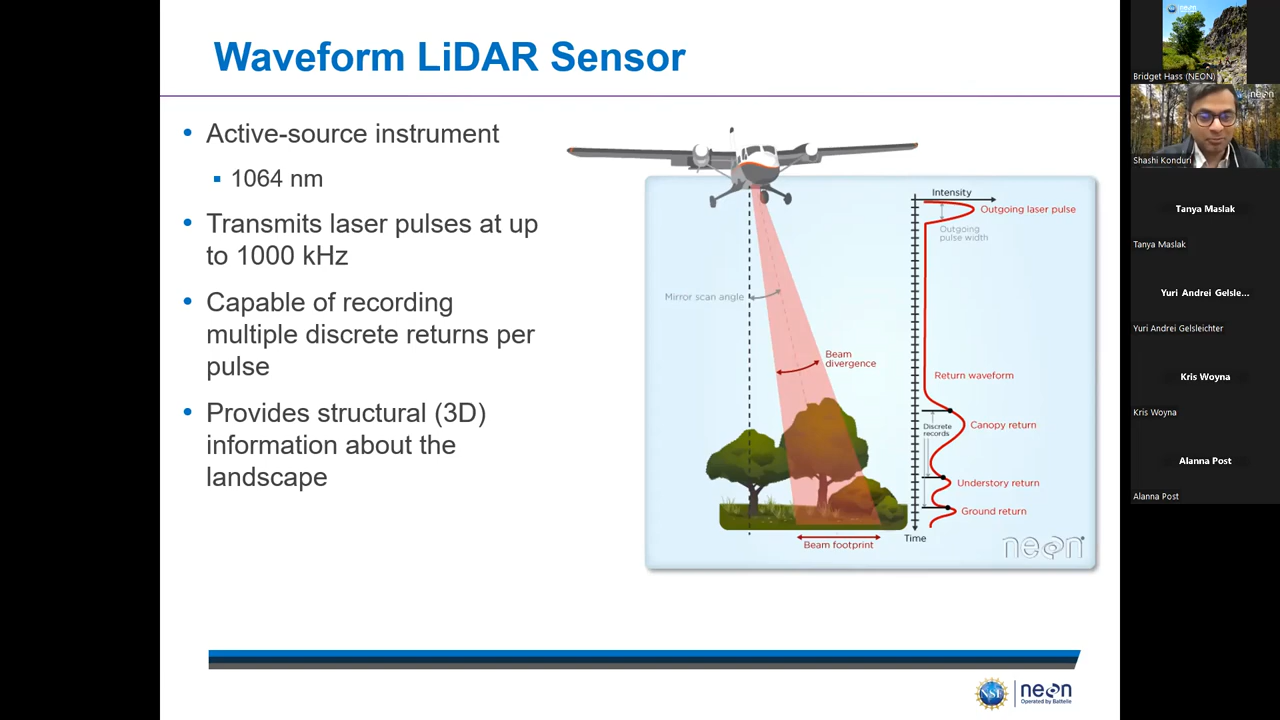 Waveform LiDAR Sensor
Active-source instrument
1064 nm
Transmits laser pulses at up
to 1000 kHz
Capable of recording
multiple discrete returns per
pulse
Provides structural (3D)
information about the
landscape
Intensity
Outgoing laser pulse
Outgoing
pulse width
Mirror scan angle
Beam
divergence
Return waveform
Discrete
records
Canopy return
Understory return
Ground return
Time
Beam footprint
neon
NSF
neon
Operated by Battelle
neon
Bridget Hass (NEON)
neon
Shashi Konduri
Tanya Maslak
Tanya Maslak
Yuri Andrei Gelsle...
Yuri Andrei Gelsleichter
Kris Woyna
Kris Woyna
Alanna Post
Alanna Post